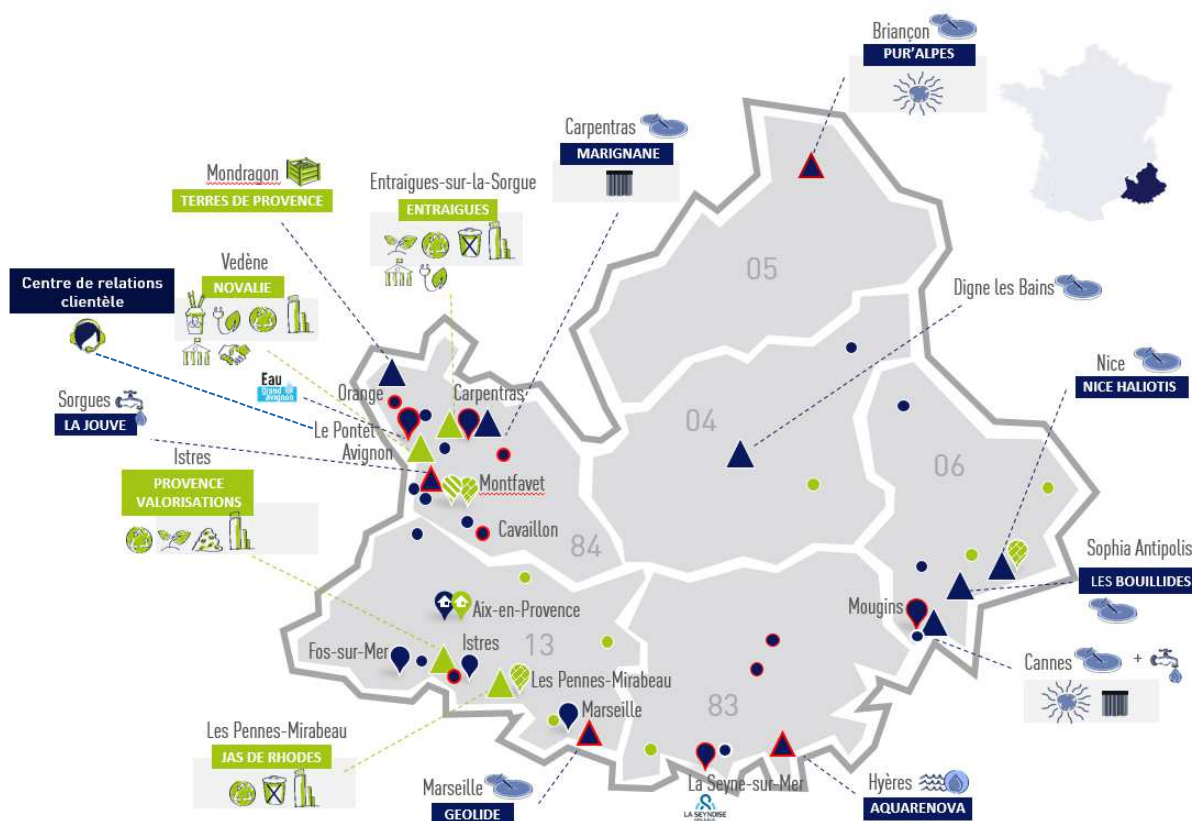 Briançon
PUR'ALPES
Carpentras
MARIGNANE
Mondragon
TERRES DE PROVENCE
Entraigues-sur-la-Sorgue
ENTRAIGUES
Vedène
NOVALIE
Centre de relations
clientèle
05
Digne les Bains
Nice
NICE HALIOTIS
Eau
Grand
Avignon
Orange
Carpentras
Sorgues
LA JOUVE
Le Pontet-
Avignon
04
06
Istres
PROVENCE
VALORISATIONS
Montfavet
Cavaillon
84
Sophia Antipolis
LES BOUILLIDES
Mougins
Aix-en-Provence
Istres
Fos-sur-Mer
13
Les Pennes-Mirabeau
Marseille
83
Cannes
+
Les Pennes-Mirabeau
JAS DE RHODES
Marseille
GEOLIDE
La Seyne-sur-Mer
LA SEYNOISE
DES EAUX
Hyères
AQUARENOVA